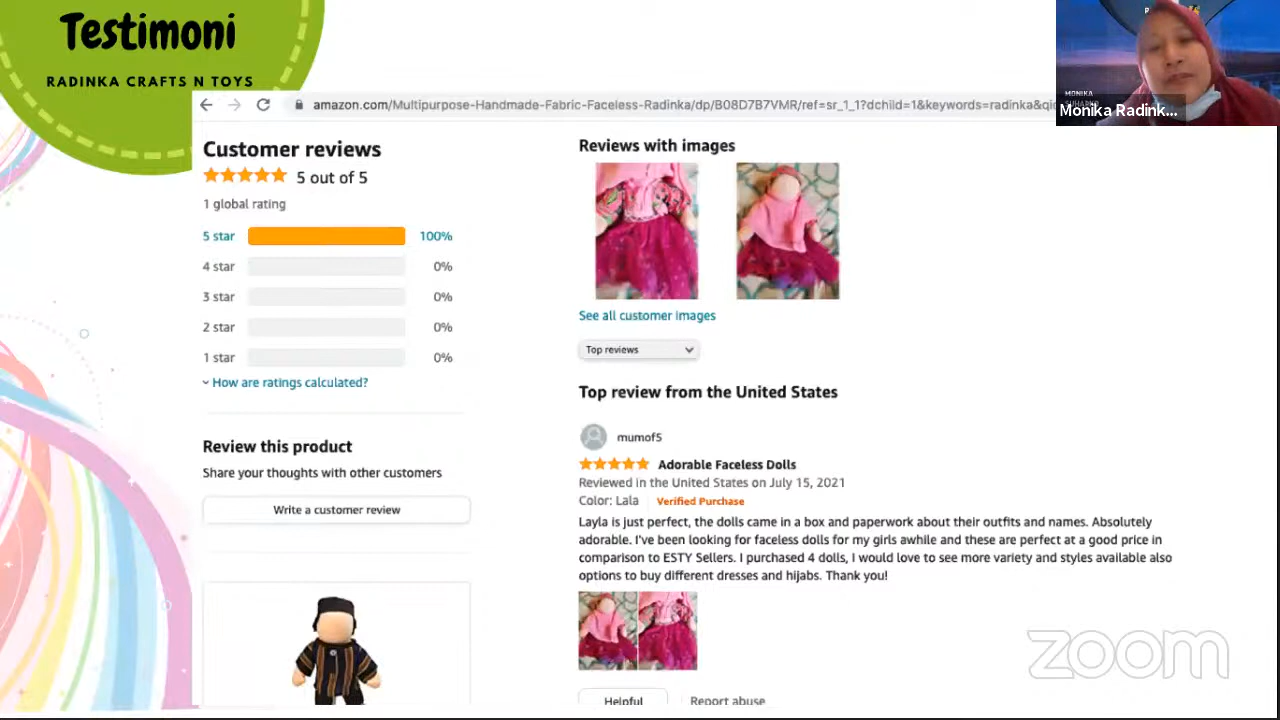 Testimoni
RADINKA CRAFTS N TOYS
amazon.com/Multipurpose-Handmade-Fabric-Faceless-Radinka/dp/B08D7B7VMR/ref=sr_1_1?dchild=1&keywords=radinka&qi
MONIKA
Monika Radink...
Customer reviews
5 out of 5
1 global rating
5 star 100%
4 star 0%
3 star 0%
2 star 0%
1 star 0%
How are ratings calculated?
Review this product
Share your thoughts with other customers
Write a customer review
Reviews with images
See all customer images
Top reviews
Top review from the United States
mumof5
Adorable Faceless Dolls
Reviewed in the United States on July 15, 2021
Color: Lala Verified Purchase
Layla is just perfect, the dolls came in a box and paperwork about their outfits and names. Absolutely
adorable. I've been looking for faceless dolls for my girls awhile and these are perfect at a good price in
comparison to ESTY Sellers. I purchased 4 dolls, I would love to see more variety and styles available also
options to buy different dresses and hijabs. Thank you!
Helpful Report abuse
zoom